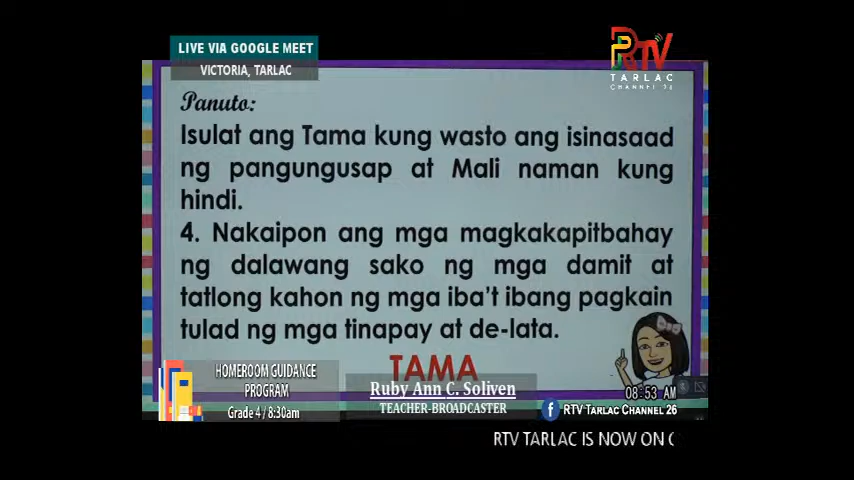 LIVE VIA GOOGLE MEET
VICTORIA, TARLAC
RTV
TARLAC
CHANNEL 26
Panuto:
Isulat ang Tama kung wasto ang isinasaad
ng pangungusap at Mali naman kung
hindi.
4. Nakaipon ang mga magkakapitbahay
ng dalawang sako ng mga damit at
tatlong kahon ng mga iba't ibang pagkain
tulad ng mga tinapay at de-lata.
TAMA
HOMEROOM GUIDANCE
PROGRAM
Grade 4 / 8:30am
Ruby Ann C. Soliven
TEACHER-BROADCASTER
08:53 AM
f RTV TARLAC CHANNEL 26
RTV TARLAC IS NOW ON